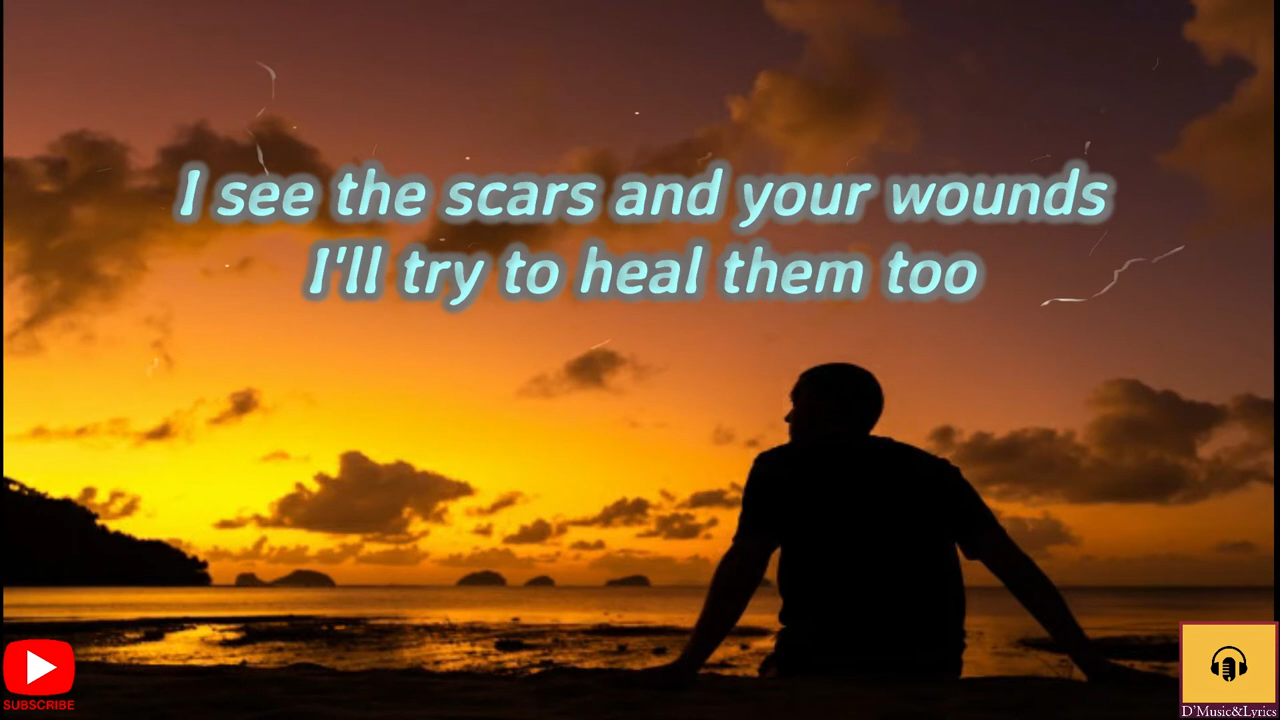 I see the scars and your wounds
I'll try to heal them too
SUBSCRIBE
D'Music&Lyrics